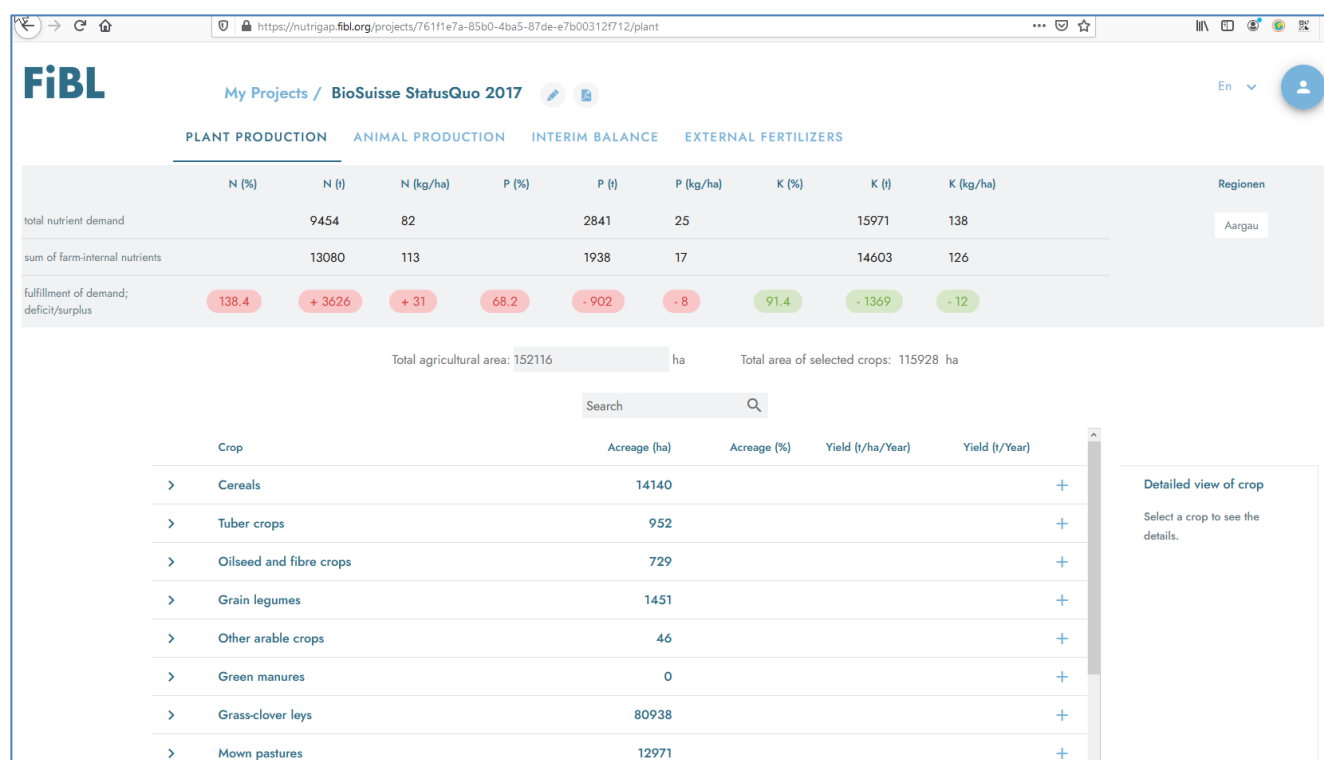 https://nutrigap.fibl.org/projects/761f1e7a-85b0-4ba5-87de-e7b00312f712/plant
FiBL
My Projects / BioSuisse StatusQuo 2017
En
PLANT PRODUCTION ANIMAL PRODUCTION INTERIM BALANCE EXTERNAL FERTILIZERS
N (%) N (t) N (kg/ha) P (%) P (t) P (kg/ha) K (%) K (t) K (kg/ha) Regionen
total nutrient demand 9454 82 2841 25 15971 138 Aargau
sum of farm-internal nutrients 13080 113 1938 17 14603 126
fulfillment of demand;
deficit/surplus 138.4 + 3626 + 31 68.2 - 902 - 8 91.4 - 1369 - 12
Total agricultural area: 152116 ha Total area of selected crops: 115928 ha
Search
Crop Acreage (ha) Acreage (%) Yield (t/ha/Year) Yield (t/Year)
Cereals 14140 +
Tuber crops 952 +
Oilseed and fibre crops 729 +
Grain legumes 1451 +
Other arable crops 46 +
Green manures 0 +
Grass-clover leys 80938 +
Mown pastures 12971 +
Detailed view of crop
Select a crop to see the
details.